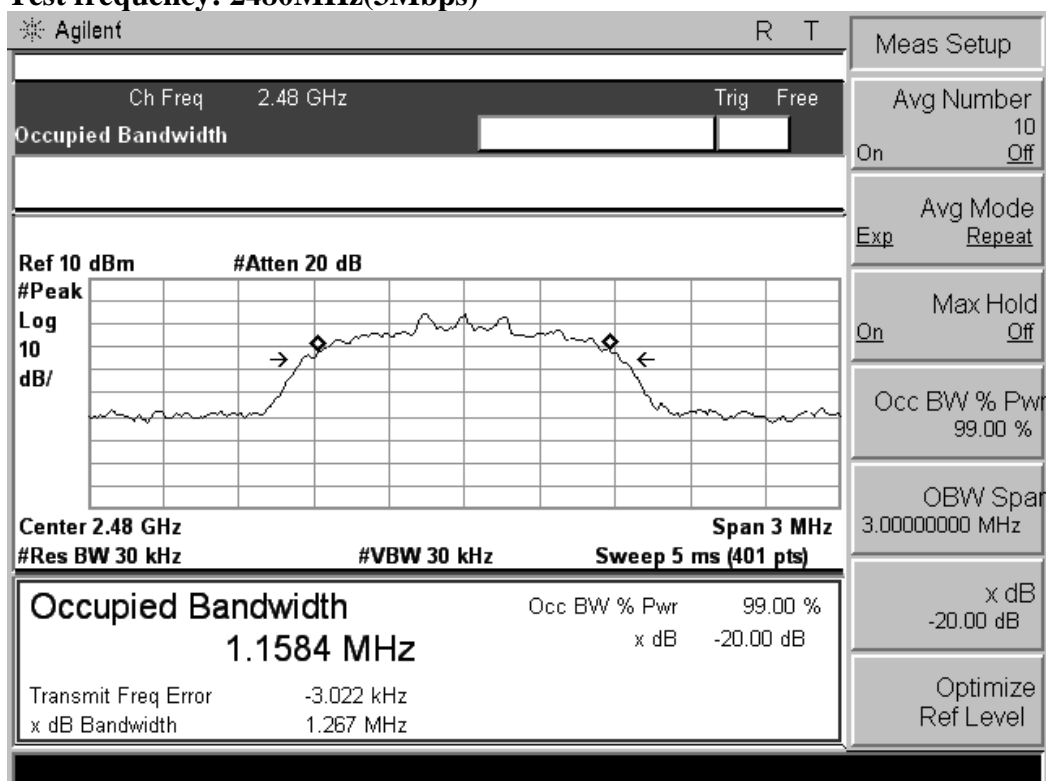 Test frequency: 2480MHz(3Mbps)
Agilent R T
Meas Setup
Ch Freq 2.48 GHz Trig Free
Occupied Bandwidth
Avg Number
10
On Off
Avg Mode
Exp Repeat
Max Hold
On Off
Occ BW % Pwr
99.00 %
OBW Span
3.00000000 MHz
x dB
-20.00 dB
Optimize
Ref Level
Ref 10 dBm #Atten 20 dB
#Peak
Log
10
dB/
Center 2.48 GHz Span 3 MHz
#Res BW 30 kHz #VBW 30 kHz Sweep 5 ms (401 pts)
Occupied Bandwidth
1.1584 MHz
Occ BW % Pwr 99.00 %
x dB -20.00 dB
Transmit Freq Error -3.022 kHz
x dB Bandwidth 1.267 MHz